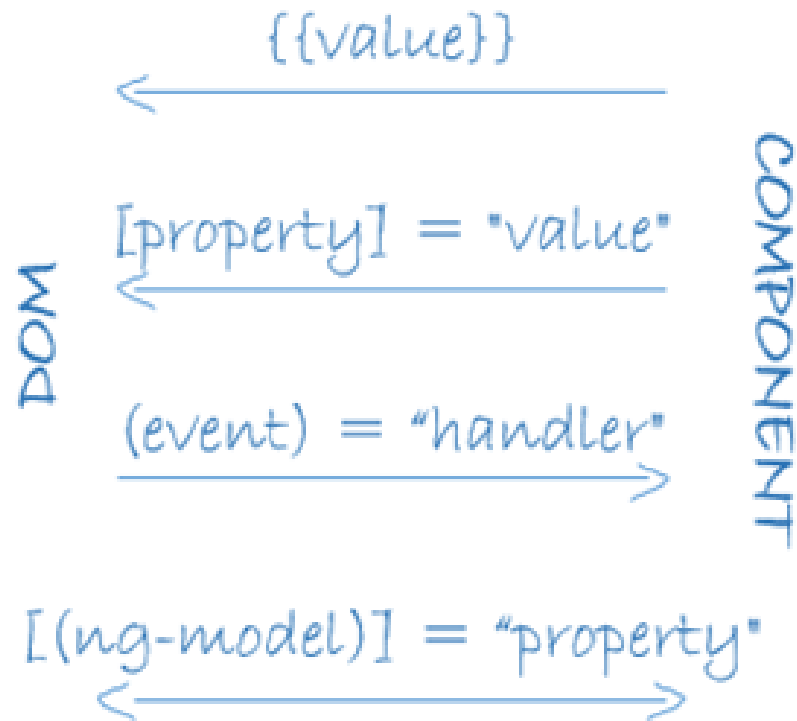 {{value}}
[property] = "value"
DOM
COMPONENT
(event) = “handler"
[(ng-model)] = “property"